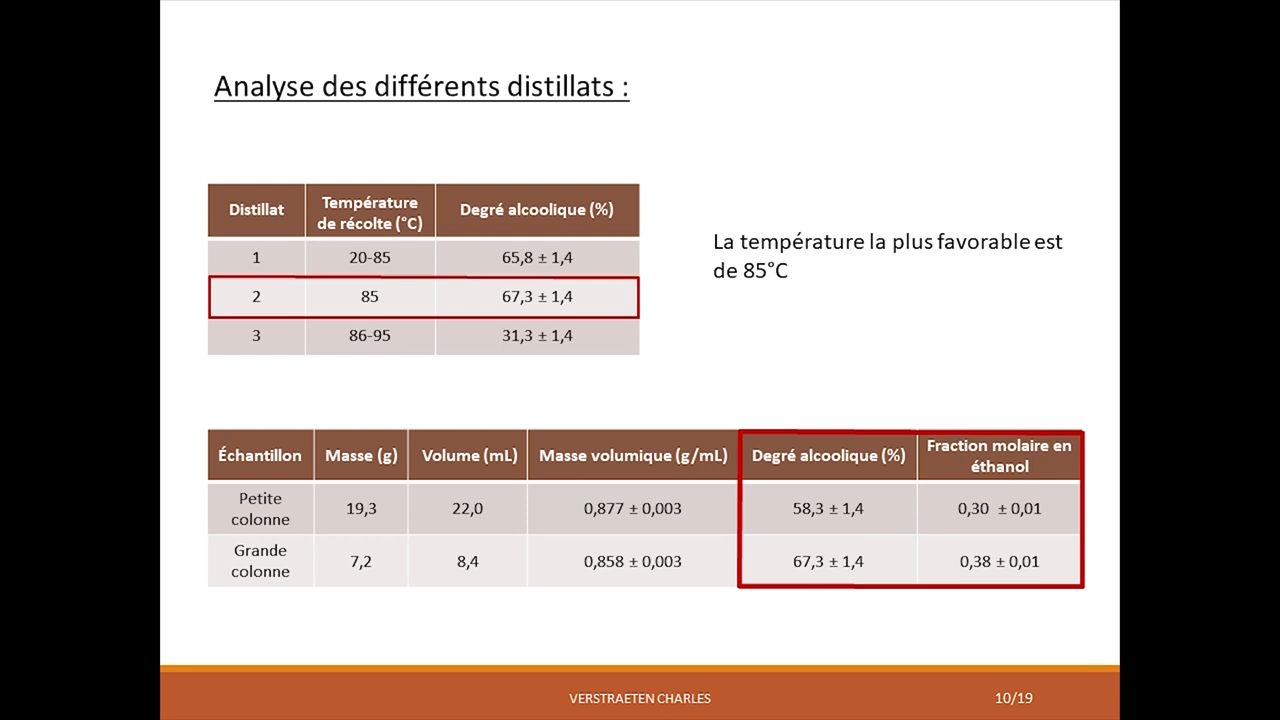 Analyse des différents distillats :
Distillat Température de récolte (°C) Degré alcoolique (%)
1 20-85 65,8 ± 1,4
2 85 67,3 ± 1,4
3 86-95 31,3 ± 1,4
La température la plus favorable est
de 85°C
Échantillon Masse (g) Volume (mL) Masse volumique (g/mL) Degré alcoolique (%) Fraction molaire en éthanol
Petite colonne 19,3 22,0 0,877 ± 0,003 58,3 ± 1,4 0,30 ± 0,01
Grande colonne 7,2 8,4 0,858 ± 0,003 67,3 ± 1,4 0,38 ± 0,01
VERSTRAETEN CHARLES 10/19